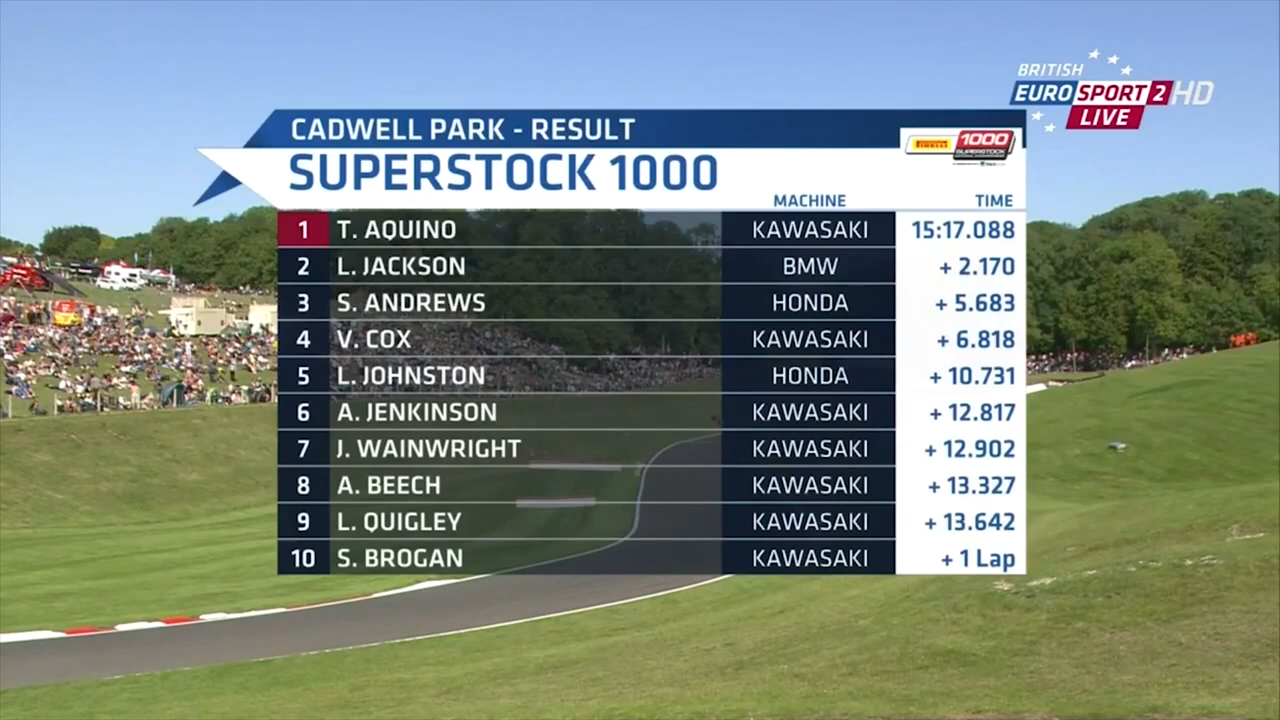 BRITISH
EUROSPORT 2 HD
LIVE
CADWELL PARK - RESULT
SUPERSTOCK 1000
PIRELLI 1000
SUPERSTOCK
MACHINE TIME
1 T. AQUINO KAWASAKI 15:17.088
2 L. JACKSON BMW + 2.170
3 S. ANDREWS HONDA + 5.683
4 V. COX KAWASAKI + 6.818
5 L. JOHNSTON HONDA + 10.731
6 A. JENKINSON KAWASAKI + 12.817
7 J. WAINWRIGHT KAWASAKI + 12.902
8 A. BEECH KAWASAKI + 13.327
9 L. QUIGLEY KAWASAKI + 13.642
10 S. BROGAN KAWASAKI + 1 Lap